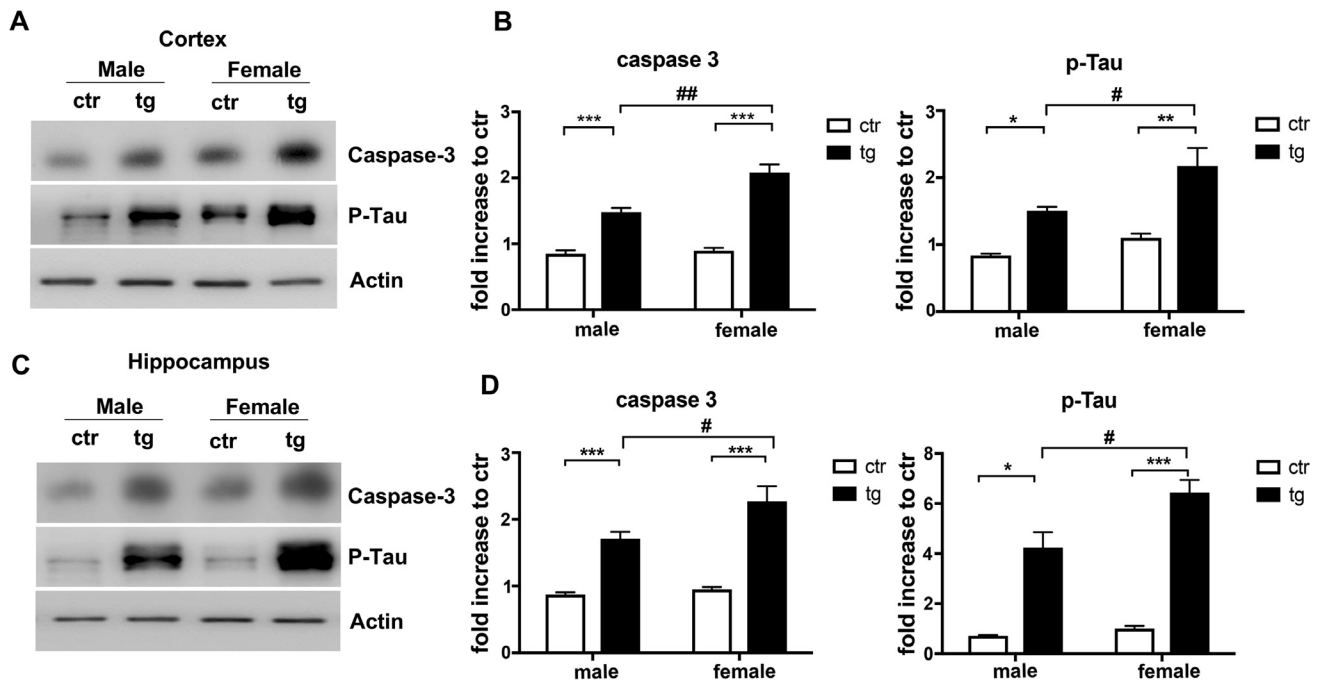 A
Cortex
Male Female
ctr tg ctr tg
Caspase-3
P-Tau
Actin
B
caspase 3
fold increase to ctr
3
2
1
0
***
***
##
male female
ctr
tg
p-Tau
fold increase to ctr
3
2
1
0
*
**
#
male female
ctr
tg
C
Hippocampus
Male Female
ctr tg ctr tg
Caspase-3
P-Tau
Actin
D
caspase 3
fold increase to ctr
3
2
1
0
***
***
#
male female
ctr
tg
p-Tau
fold increase to ctr
8
6
4
2
0
*
***
#
male female
ctr
tg